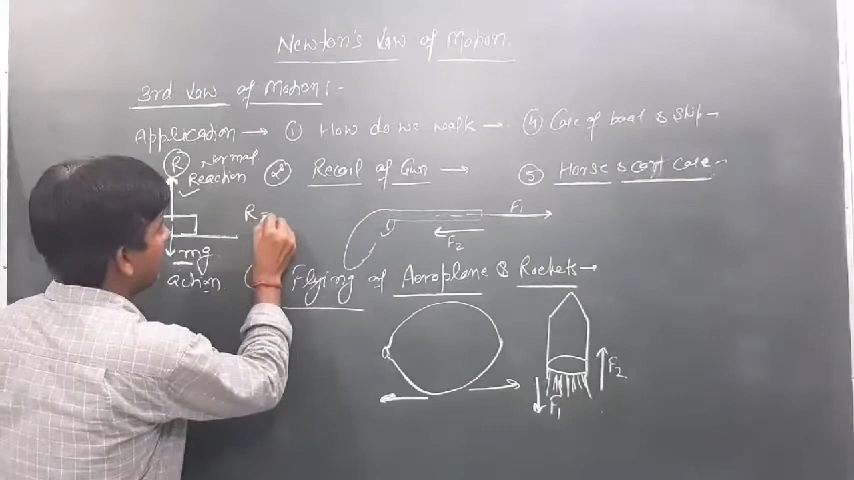 Newton's Law of Motion.
3rd Law of Motion:-
Application → ① How do we walk → ④ Case of boat & ship →
R Normal Reaction ② Recoil of Gun → ⑤ Horse & cart case →
R= F1
F2
mg
action Flying of Aeroplane & Rockets →
F2
F1